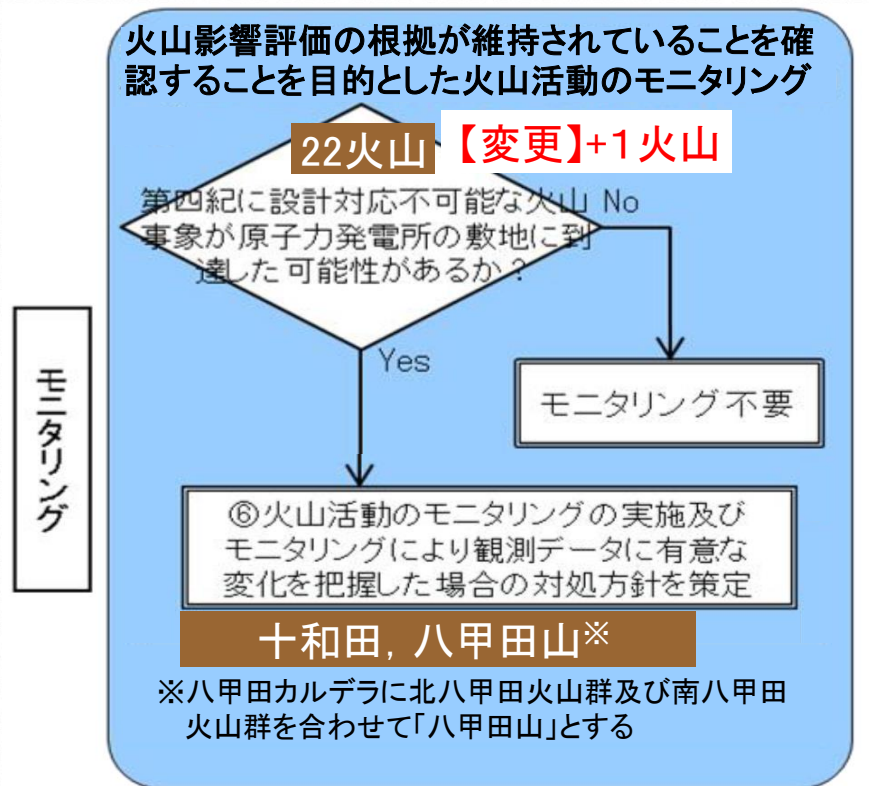 火山影響評価の根拠が維持されていることを確
認することを目的とした火山活動のモニタリング
22火山
【変更】+1火山
第四紀に設計対応不可能な火山
事象が原子力発電所の敷地に到
達した可能性があるか?
No
Yes
モニタリング不要
モニタリング
⑥火山活動のモニタリングの実施及び
モニタリングにより観測データに有意な
変化を把握した場合の対処方針を策定
十和田，八甲田山※
※八甲田カルデラに北八甲田火山群及び南八甲田
火山群を合わせて「八甲田山」とする